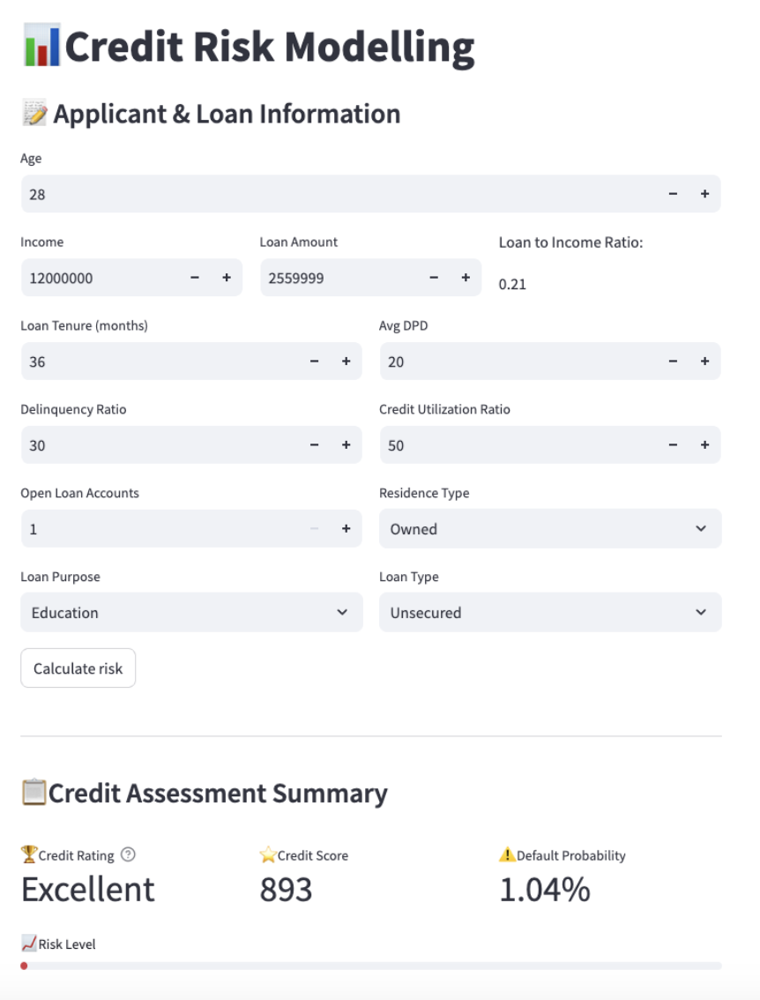 Credit Risk Modelling
Applicant & Loan Information
Age
28
Income
Loan Amount
Loan to Income Ratio:
12000000
2559999
0.21
Loan Tenure (months)
Avg DPD
36
20
Delinquency Ratio
Credit Utilization Ratio
30
50
Open Loan Accounts
Residence Type
1
Owned
Loan Purpose
Loan Type
Education
Unsecured
Calculate risk
Credit Assessment Summary
Credit Rating
Credit Score
Default Probability
Excellent
893
1.04%
Risk Level